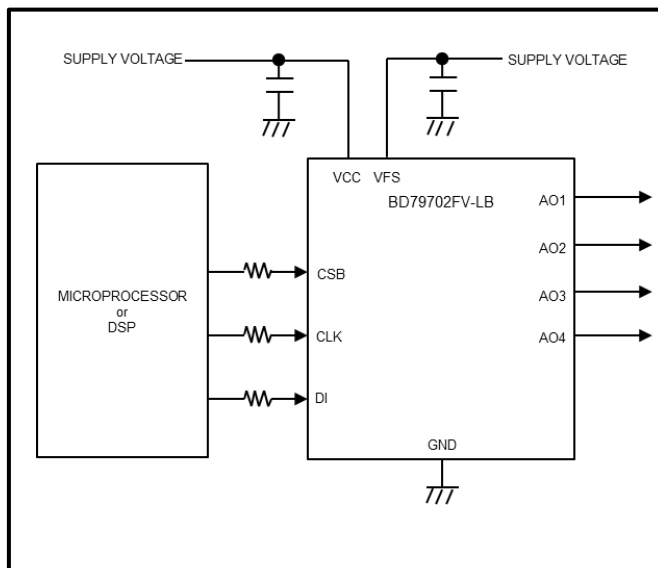 SUPPLY VOLTAGE
SUPPLY VOLTAGE
VCC
VFS
BD79702FV-LB
AO1
AO2
AO3
AO4
CSB
CLK
DI
GND
MICROPROCESSOR
or
DSP